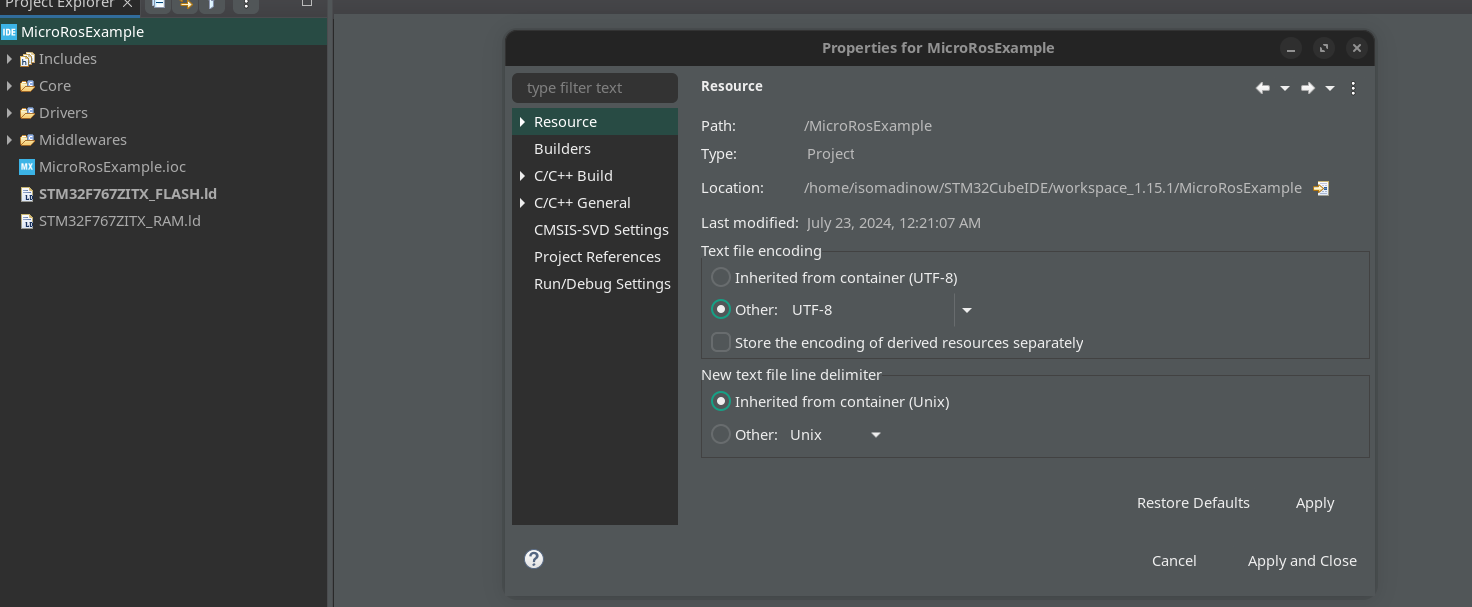 Project Explorer
IDE MicroRosExample
Includes
Core
Drivers
Middlewares
MX MicroRosExample.ioc
STM32F767ZITX_FLASH.ld
STM32F767ZITX_RAM.ld
Properties for MicroRosExample
type filter text
Resource
Builders
C/C++ Build
C/C++ General
CMSIS-SVD Settings
Project References
Run/Debug Settings
Resource
Path: /MicroRosExample
Type: Project
Location: /home/isomadinow/STM32CubeIDE/workspace_1.15.1/MicroRosExample
Last modified: July 23, 2024, 12:21:07 AM
Text file encoding
Inherited from container (UTF-8)
Other: UTF-8
Store the encoding of derived resources separately
New text file line delimiter
Inherited from container (Unix)
Other: Unix
Restore Defaults Apply
? Cancel Apply and Close